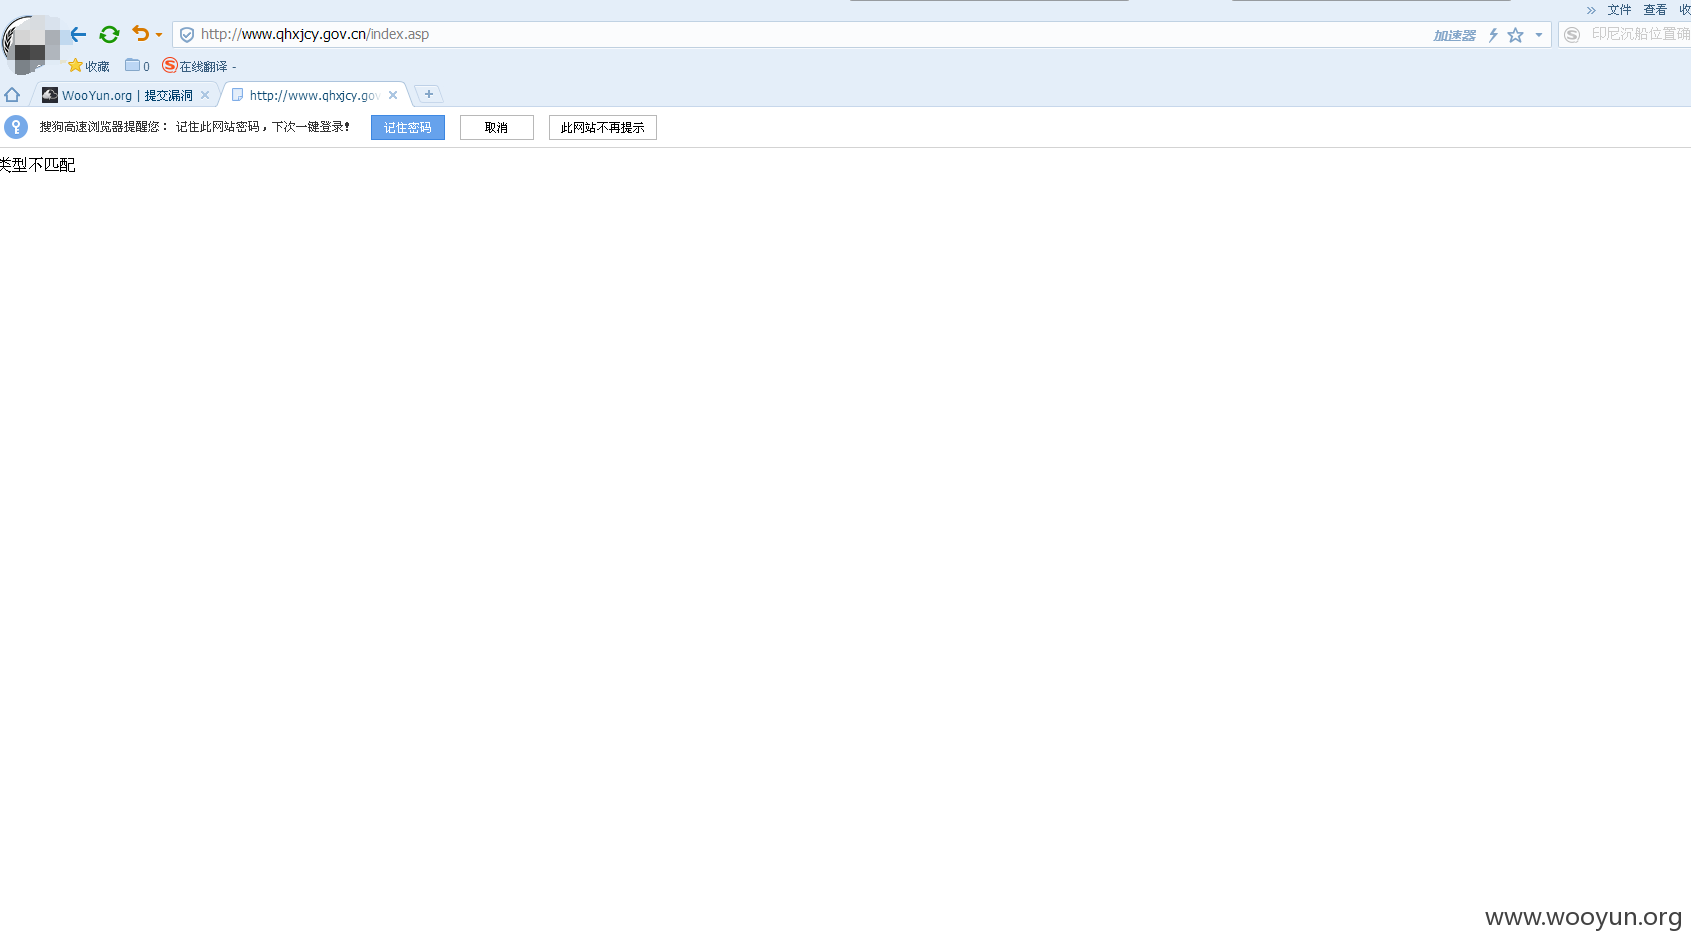 » 文件 查看 收
http://www.qhxjcy.gov.cn/index.asp 加速器 印尼沉船位置确
收藏 0 在线翻译
WooYun.org | 提交漏洞 http://www.qhxjcy.gov
搜狗高速浏览器提醒您： 记住此网站密码，下次一键登录！ 记住密码 取消 此网站不再提示
类型不匹配
www.wooyun.org